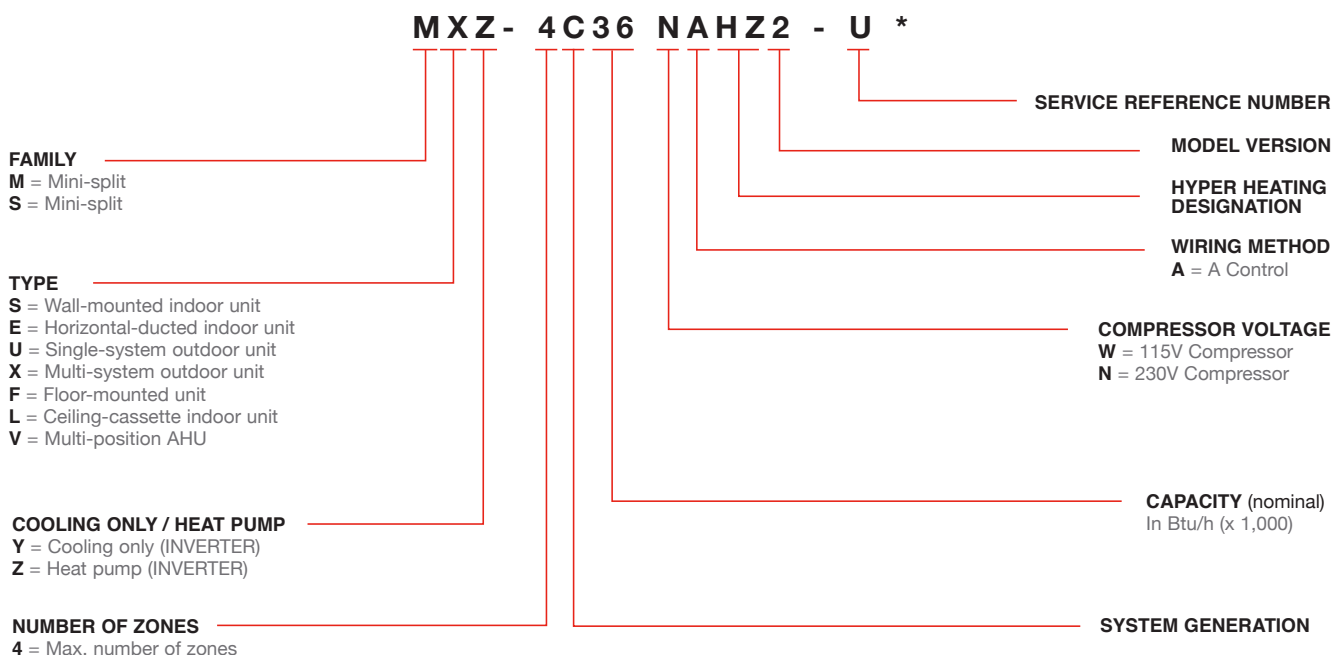 MXZ- 4C36 NAHZ2 - U *
SERVICE REFERENCE NUMBER
MODEL VERSION
HYPER HEATING
DESIGNATION
WIRING METHOD
A = A Control
COMPRESSOR VOLTAGE
W = 115V Compressor
N = 230V Compressor
CAPACITY (nominal)
In Btu/h (x 1,000)
SYSTEM GENERATION
FAMILY
M = Mini-split
S = Mini-split
TYPE
S = Wall-mounted indoor unit
E = Horizontal-ducted indoor unit
U = Single-system outdoor unit
X = Multi-system outdoor unit
F = Floor-mounted unit
L = Ceiling-cassette indoor unit
V = Multi-position AHU
COOLING ONLY / HEAT PUMP
Y = Cooling only (INVERTER)
Z = Heat pump (INVERTER)
NUMBER OF ZONES
4 = Max. number of zones